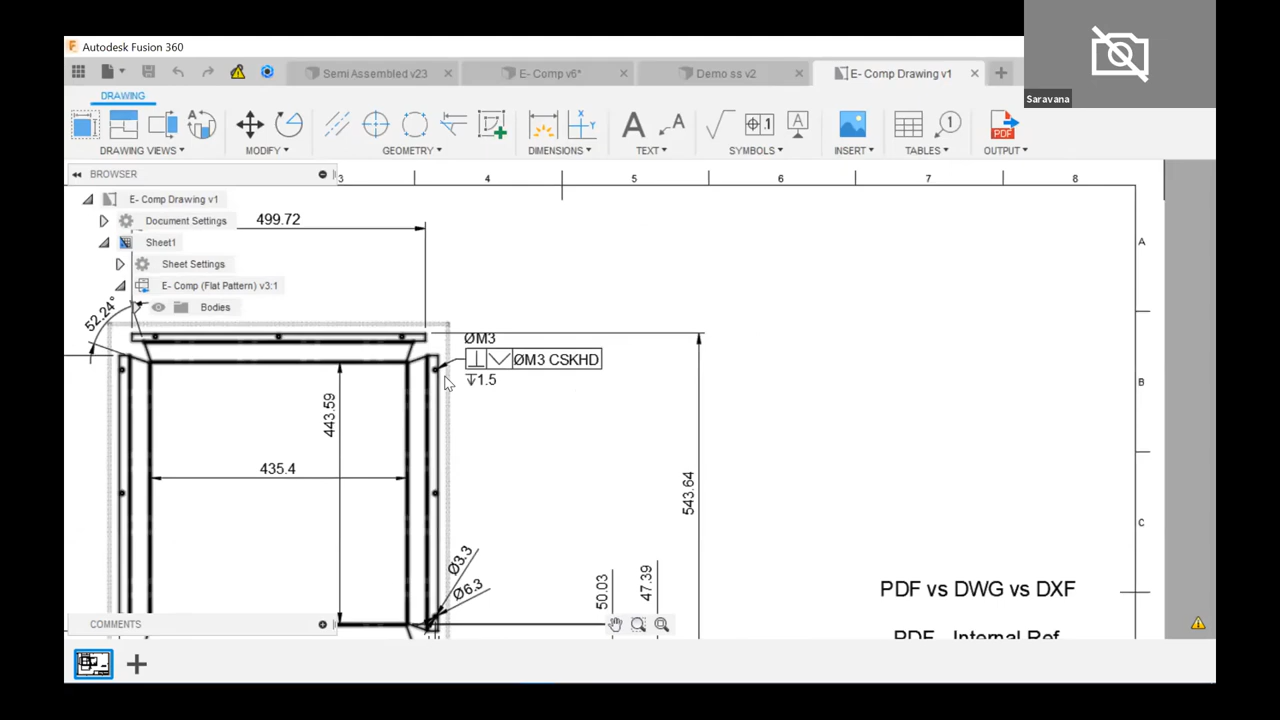 Autodesk Fusion 360
Saravana
Semi Assembled v23
E- Comp v6*
Demo ss v2
E- Comp Drawing v1
DRAWING
DRAWING VIEWS
MODIFY
GEOMETRY
DIMENSIONS
TEXT
SYMBOLS
INSERT
TABLES
OUTPUT
BROWSER
3
4
5
6
7
8
E- Comp Drawing v1
Document Settings
499.72
Sheet1
A
Sheet Settings
E- Comp (Flat Pattern) v3:1
Bodies
52.24°
ØM3
ØM3 CSKHD
↧1.5
B
443.59
435.4
543.64
C
Ø3.3
Ø6.3
50.03
47.39
PDF vs DWG vs DXF
PDF - Internal Ref
COMMENTS